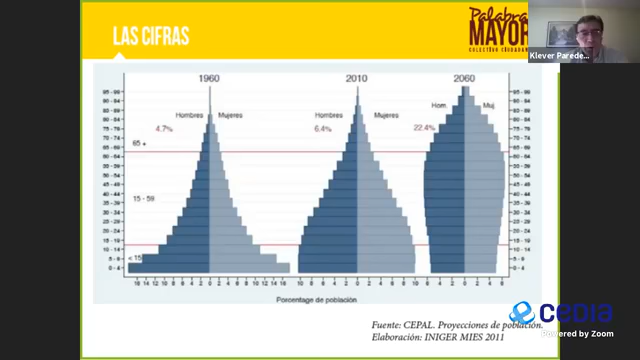 LAS CIFRAS
Palabra
MAYOR
COLECTIVO CIUDADANO
Klever Parede...
1960
2010
2060
95 - 99
90 - 94
85 - 89
80 - 84
75 - 79
70 - 74
65 - 69
60 - 64
55 - 59
50 - 54
45 - 49
40 - 44
35 - 39
30 - 34
25 - 29
20 - 24
15 - 19
10 - 14
5 - 9
0 - 4
Hombres Mujeres
4.7%
65 +
15 - 59
< 15
Hombres Mujeres
6.4%
Hom. Muj
22.4%
Porcentage de población
Fuente: CEPAL. Proyecciones de población.
Elaboración: INIGER MIES 2011
cedia
Powered by Zoom